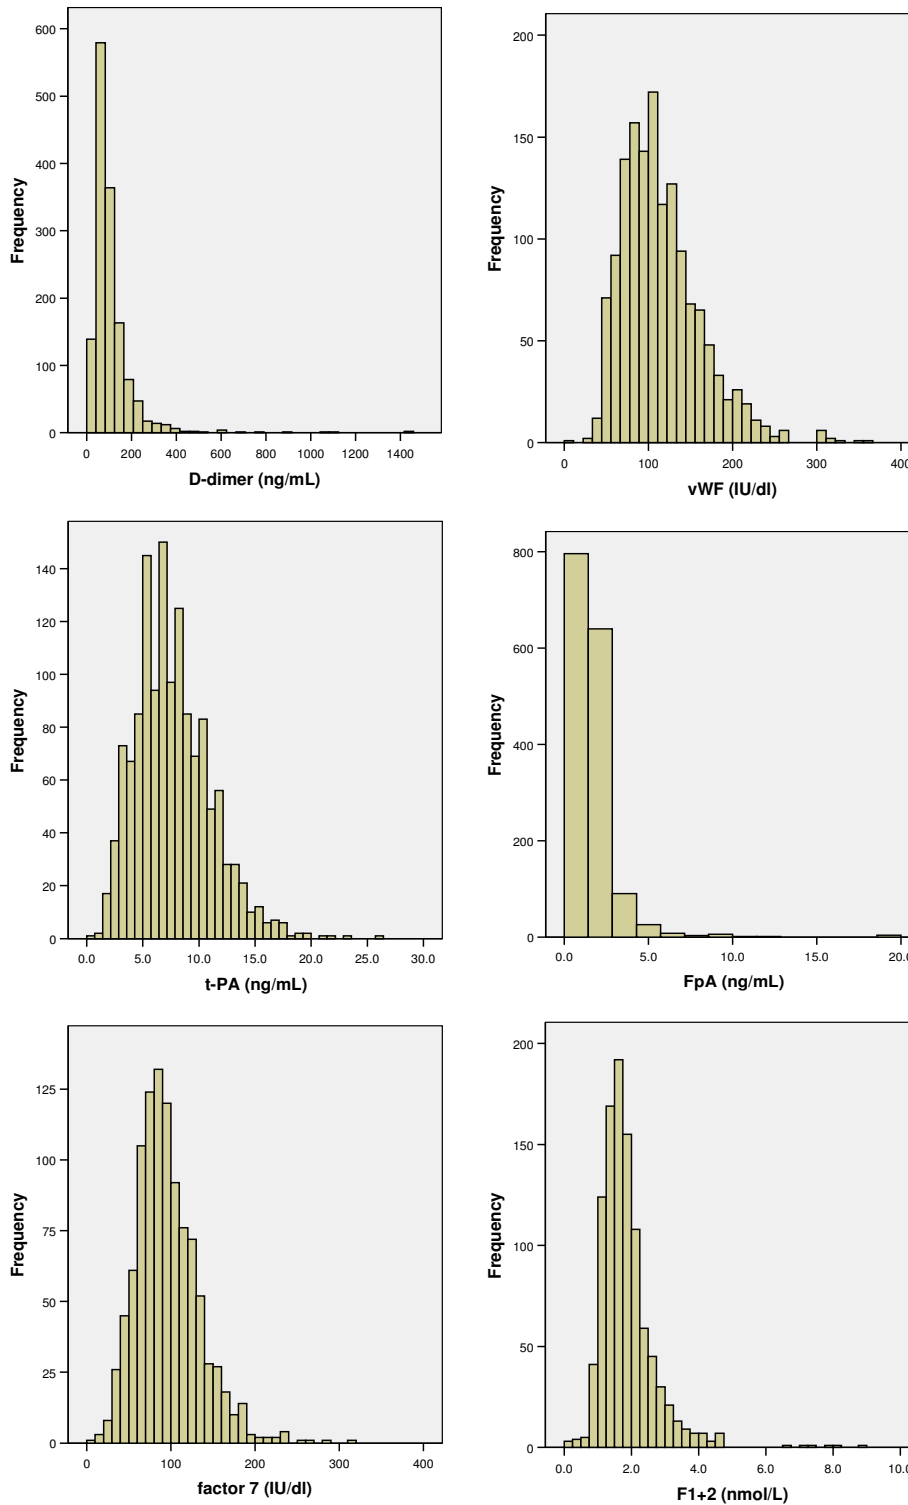 600
500
400
300
200
100
0
Frequency
0 200 400 600 800 1000 1200 1400
D-dimer (ng/mL)
200
150
100
50
0
Frequency
0 100 200 300 400
vWF (IU/dl)
140
120
100
80
60
40
20
0
Frequency
0.0 5.0 10.0 15.0 20.0 25.0 30.0
t-PA (ng/mL)
800
600
400
200
0
Frequency
0.0 5.0 10.0 15.0 20.0
FpA (ng/mL)
125
100
75
50
25
0
Frequency
0 100 200 300 400
factor 7 (IU/dl)
200
150
100
50
0
Frequency
0.0 2.0 4.0 6.0 8.0 10.0
F1+2 (nmol/L)